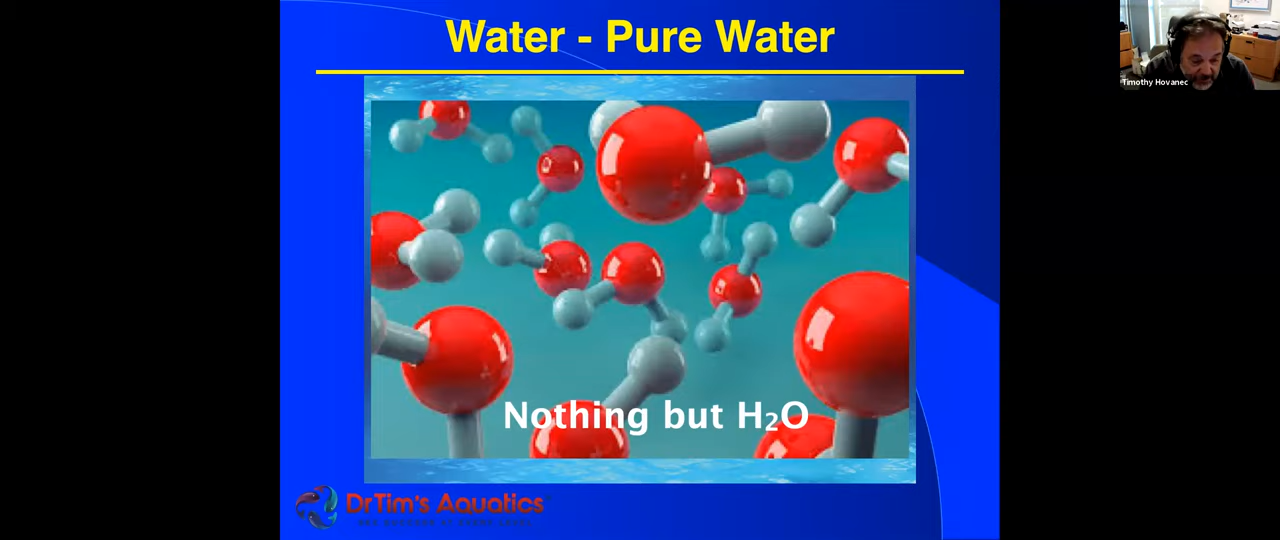 Water - Pure Water
Timothy Hovanec
Nothing but H₂O
DrTim's Aquatics